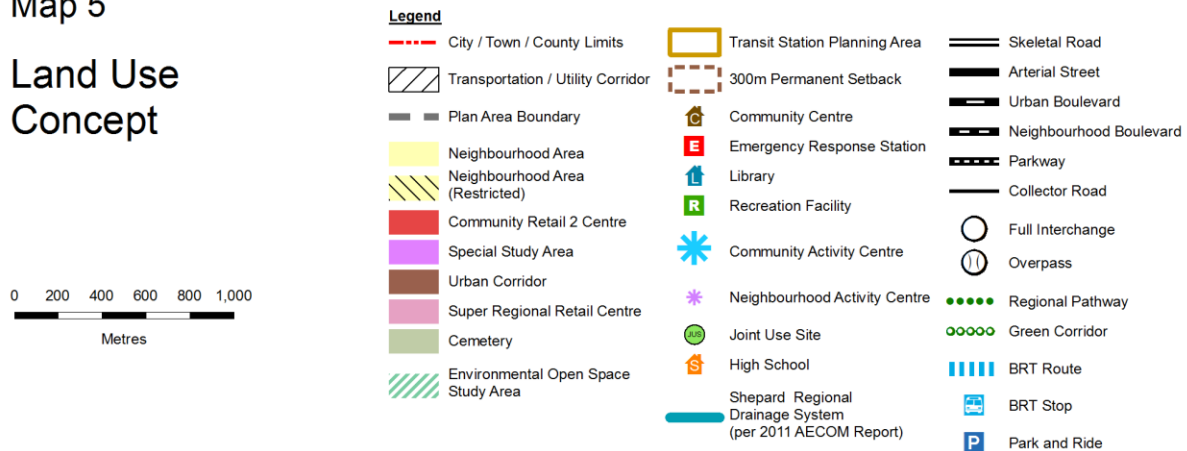 Map 5
Land Use
Concept
0 200 400 600 800 1,000
Metres
Legend
City / Town / County Limits
Transportation / Utility Corridor
Plan Area Boundary
Neighbourhood Area
Neighbourhood Area
(Restricted)
Community Retail 2 Centre
Special Study Area
Urban Corridor
Super Regional Retail Centre
Cemetery
Environmental Open Space
Study Area
Transit Station Planning Area
300m Permanent Setback
C Community Centre
E Emergency Response Station
L Library
R Recreation Facility
Community Activity Centre
Neighbourhood Activity Centre
JUS Joint Use Site
S High School
Shepard Regional
Drainage System
(per 2011 AECOM Report)
Skeletal Road
Arterial Street
Urban Boulevard
Neighbourhood Boulevard
Parkway
Collector Road
Full Interchange
Overpass
Regional Pathway
Green Corridor
BRT Route
BRT Stop
P Park and Ride